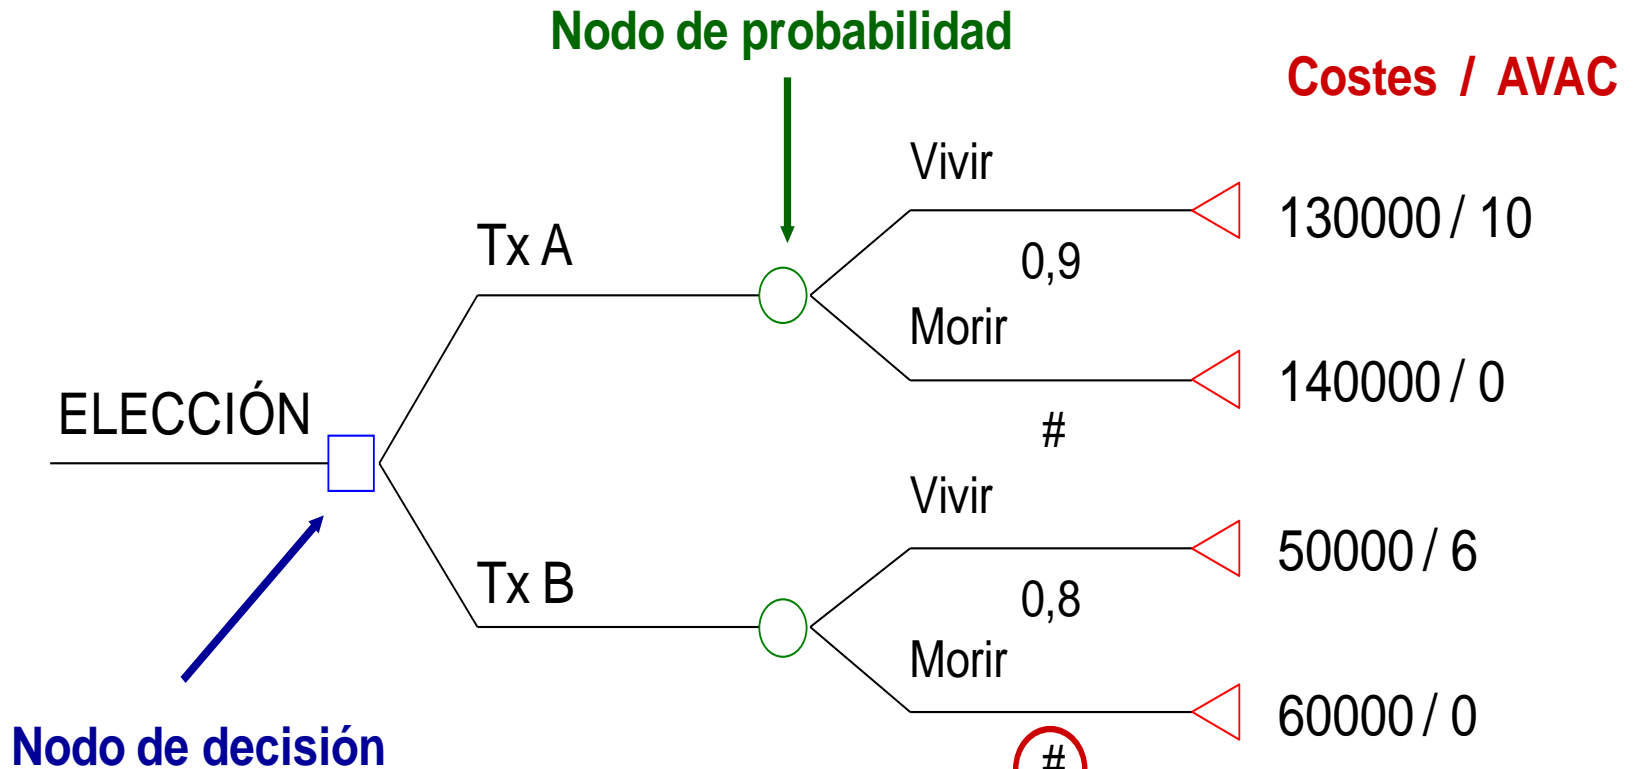 Nodo de probabilidad
Costes / AVAC
Vivir
130000 / 10
Tx A
0,9
Morir
140000 / 0
ELECCIÓN
#
Vivir
50000 / 6
Tx B
0,8
Morir
60000 / 0
Nodo de decisión
#